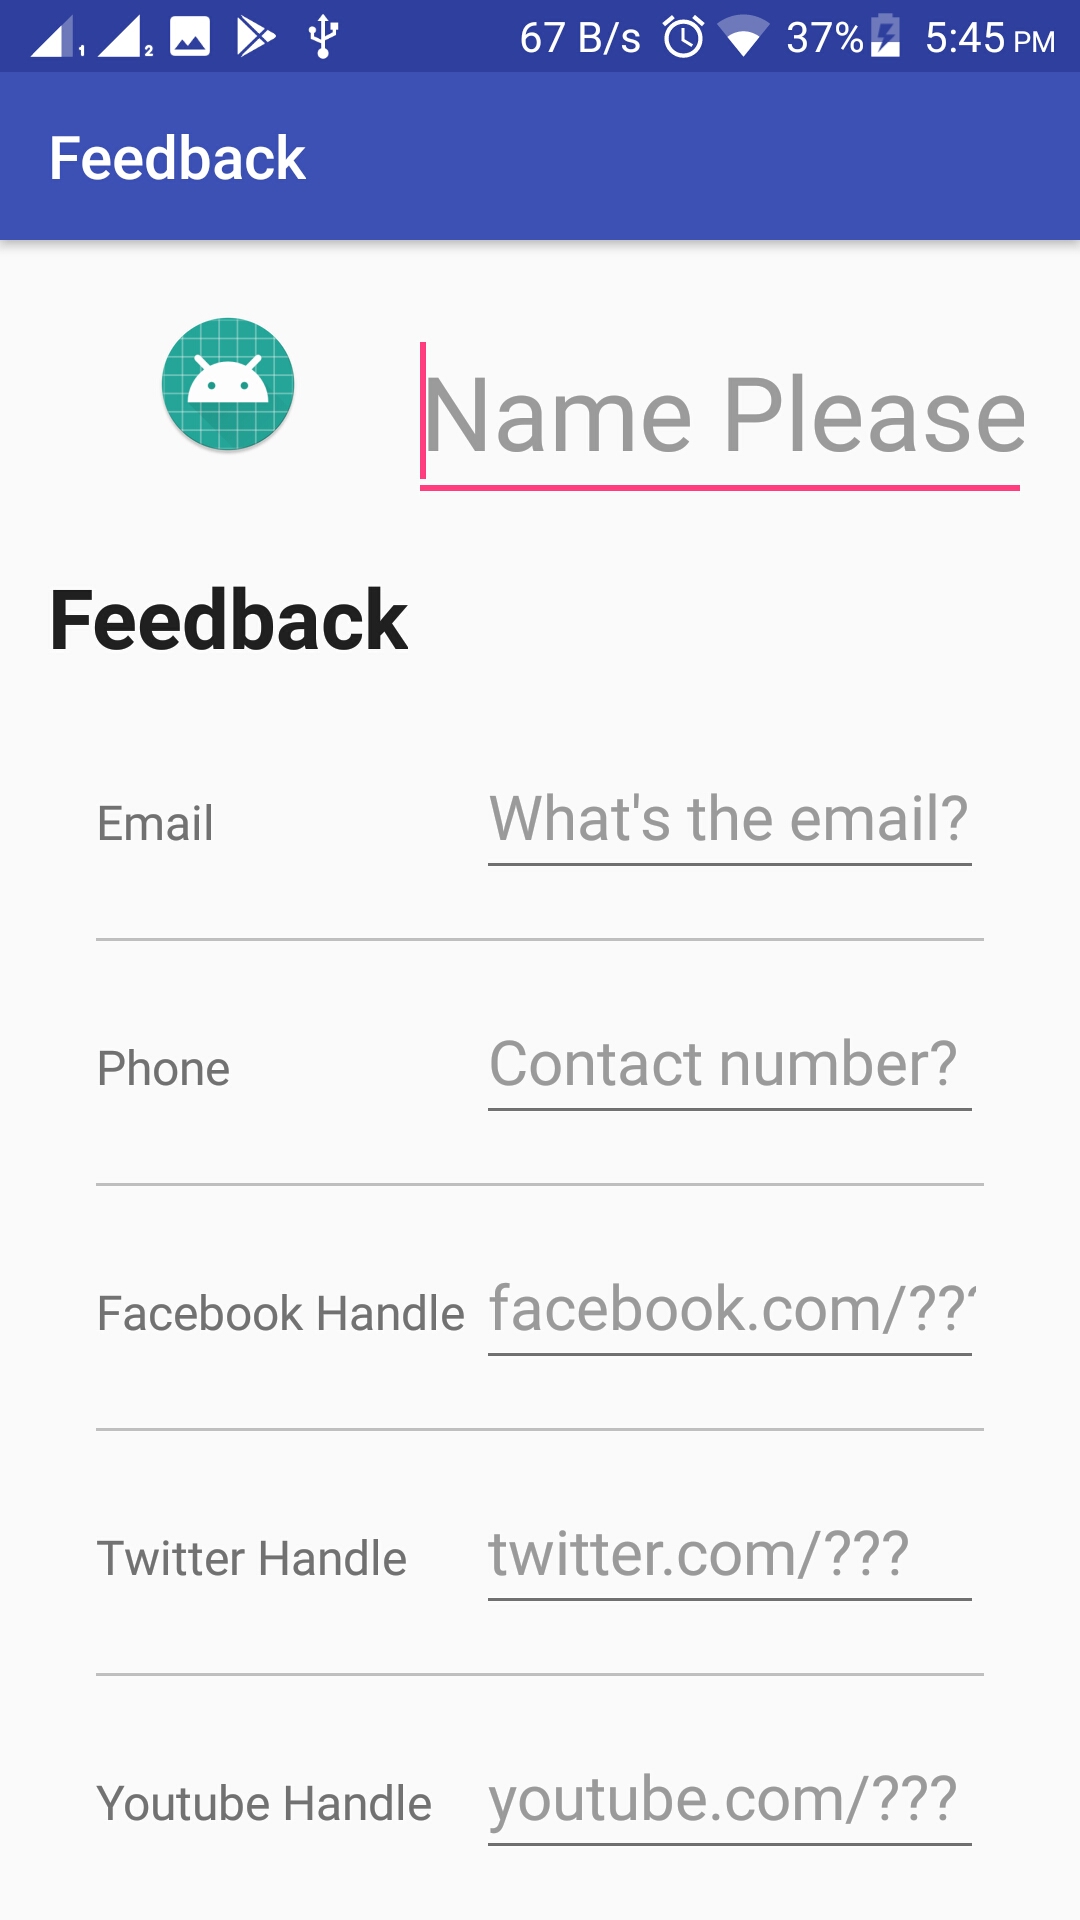 1 2 67 B/s 37% 5:45 PM
Feedback
Name Please
Feedback
Email What's the email?
Phone Contact number?
Facebook Handle facebook.com/???
Twitter Handle twitter.com/???
Youtube Handle youtube.com/???